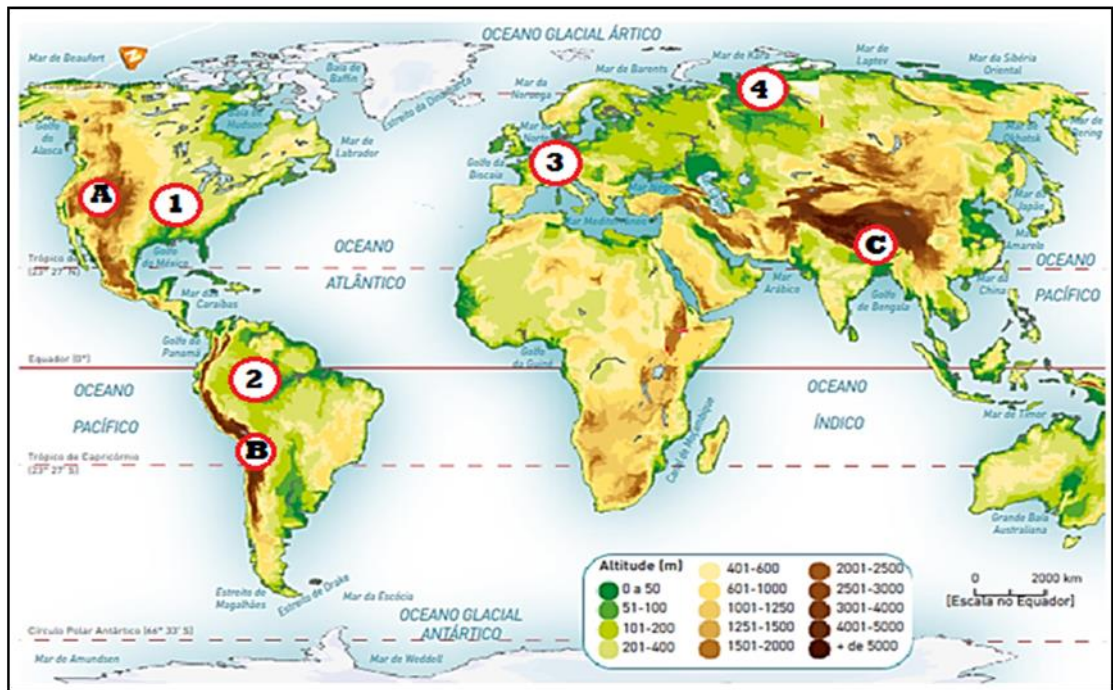 OCEANO GLACIAL ÁRTICO
Mar de Beaufort
Baía de
Baffin
Estreito da Dinamarca
Mar da
Noruega
Mar de Barents
Mar de Kara
Mar de
Laptev
Mar da Sibéria
Oriental
4
Golfo do
Alasca
Baía de
Hudson
Mar de
Labrador
Mar do
Norte
Golfo da
Biscaia
3
Mar de
Okhotsk
Mar de
Bering
A
1
Mar Negro
Mar Mediterrâneo
Mar do
Japão
Mar
Amarelo
C
OCEANO
ATLÂNTICO
Golfo
do México
Trópico de
(23° 27' N)
Mar das
Caraíbas
Mar
Arábico
Golfo
de Bengala
Mar da
China
OCEANO
PACÍFICO
Golfo do
Panamá
Equador (0°)
Golfo
da Guiné
2
OCEANO
PACÍFICO
OCEANO
ÍNDICO
Mar de Timor
B
Trópico de Capricórnio
(23° 27' S)
Canal de Moçambique
Grande Baía
Australiana
Estreito de
Magalhães
Estreito de Drake
Mar da Escócia
Altitude (m)
0 a 50
51-100
101-200
201-400
401-600
601-1000
1001-1250
1251-1500
1501-2000
2001-2500
2501-3000
3001-4000
4001-5000
+ de 5000
0 2000 km
[Escala no Equador]
OCEANO GLACIAL
ANTÁRTICO
Círculo Polar Antártico (66° 33' S)
Mar de Amundsen
Mar de Weddell